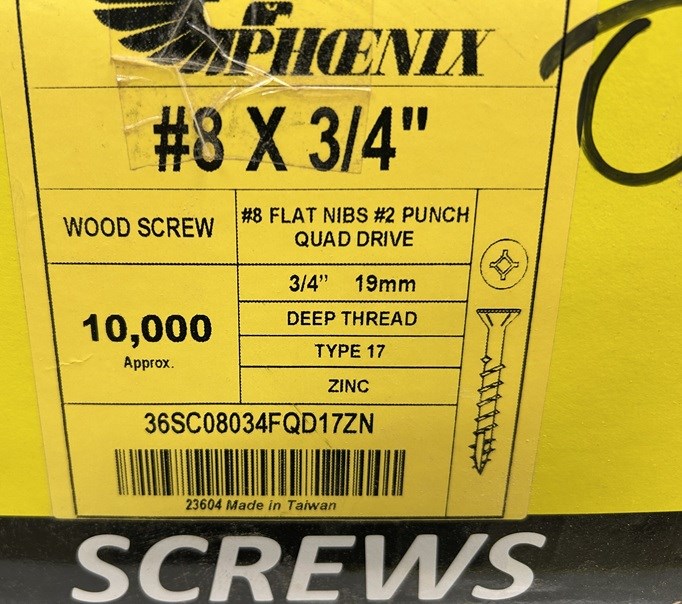 PHŒNIX
#8 X 3/4"
WOOD SCREW
#8 FLAT NIBS #2 PUNCH
QUAD DRIVE
3/4” 19mm
10,000
Approx.
DEEP THREAD
TYPE 17
ZINC
36SC08034FQD17ZN
23604 Made in Taiwan
SCREWS